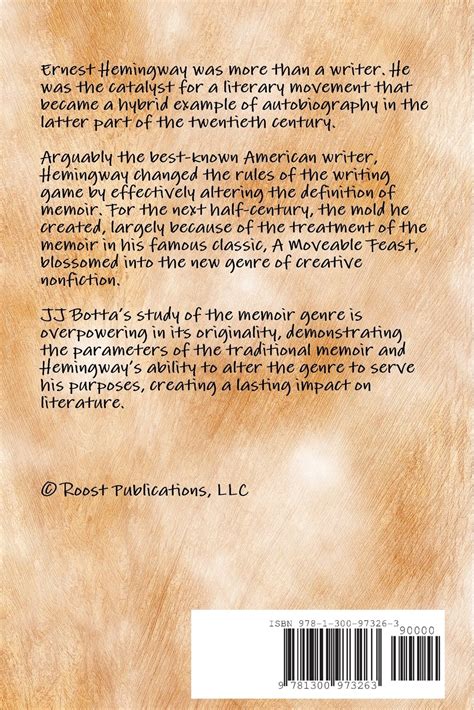 Ernest Hemingway was more than a writer. He
was the catalyst for a literary movement that
became a hybrid example of autobiography in the
latter part of the twentieth century.
Arguably the best-known American writer,
Hemingway changed the rules of the writing
game by effectively altering the definition of
memoir. For the next half-century, the mold he
created, largely because of the treatment of the
memoir in his famous classic, A Moveable Feast,
blossomed into the new genre of creative
nonfiction.
JJ Botta's study of the memoir genre is
overpowering in its originality, demonstrating
the parameters of the traditional memoir and
Hemingway's ability to alter the genre to serve
his purposes, creating a lasting impact on
literature.
© Roost Publications, LLC
ISBN 978-1-300-97326-3
90000
9 781300 973263